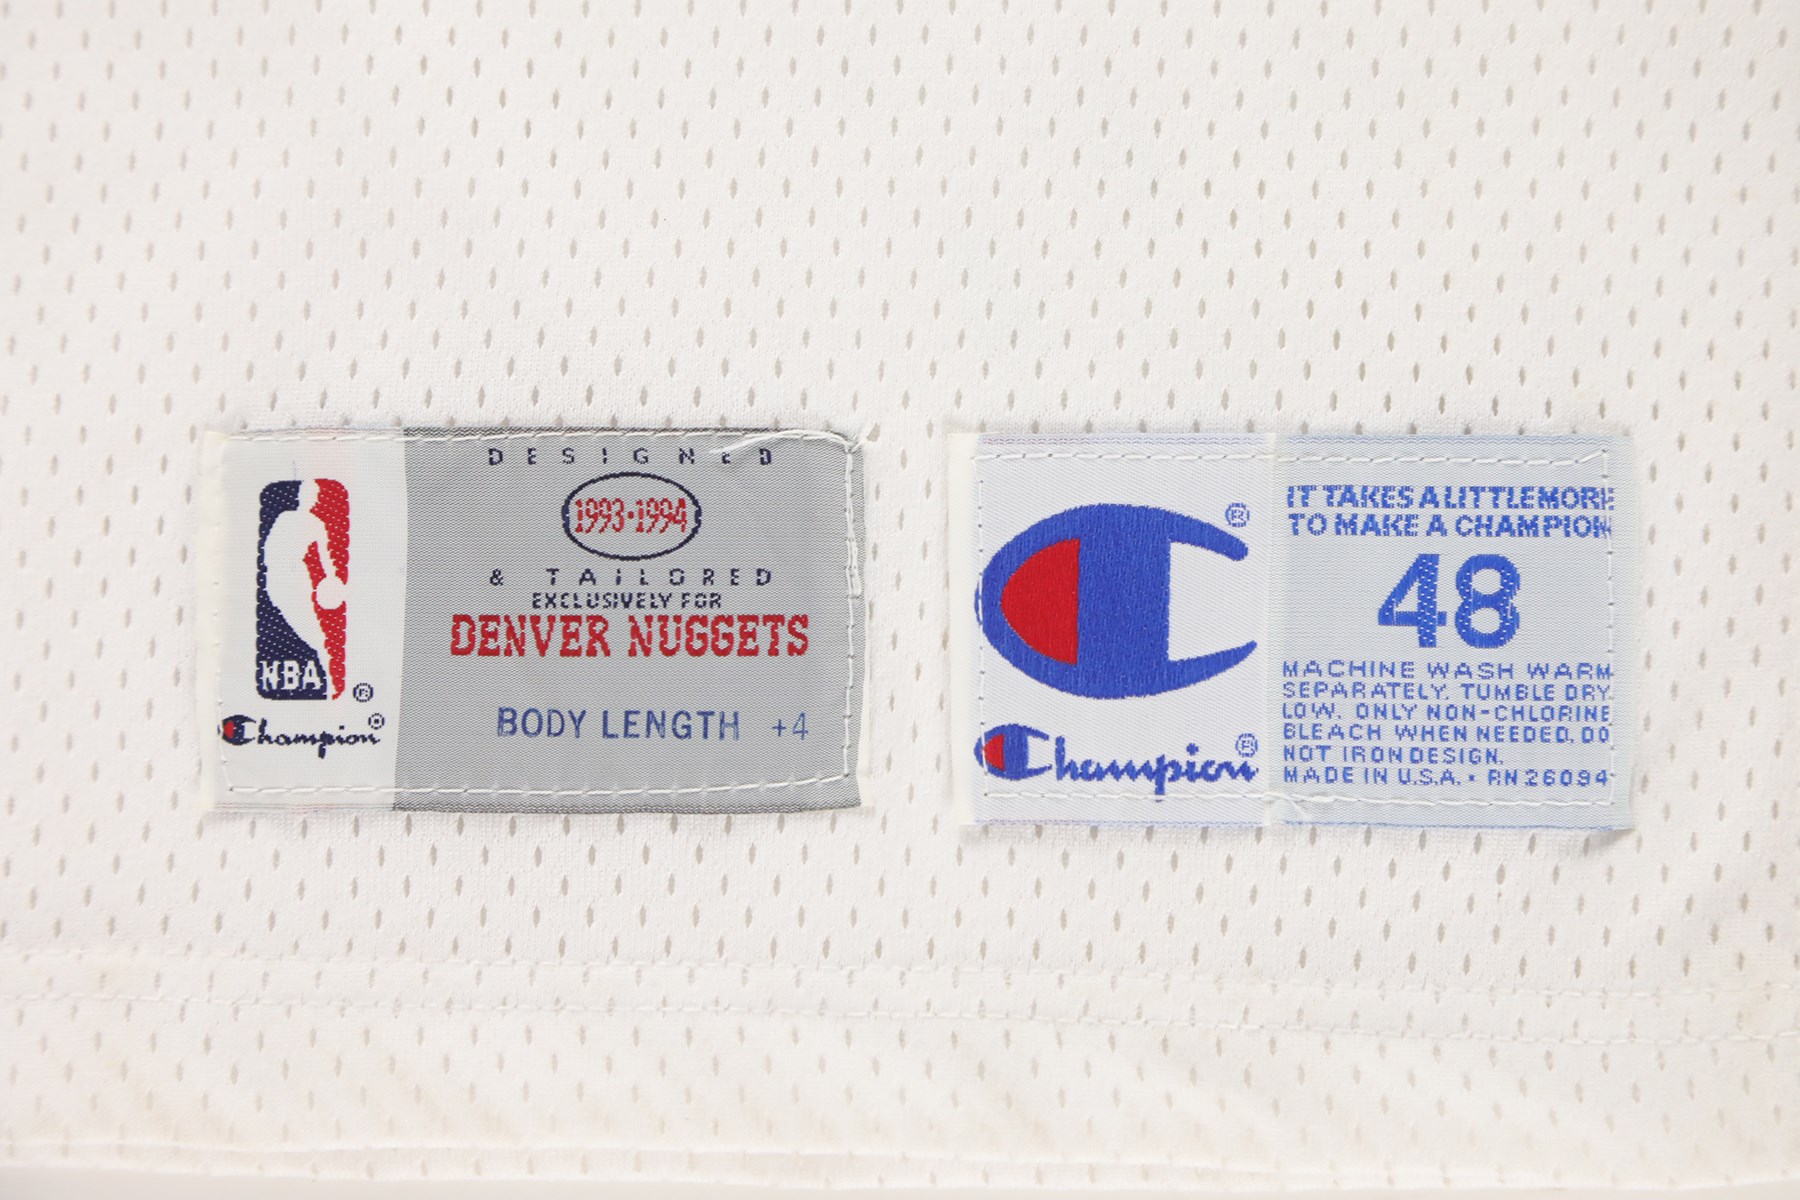 DESIGNED
1993·1994
& TAILORED
EXCLUSIVELY FOR
DENVER NUGGETS
BODY LENGTH +4
NBA
®
Champion®
®
Champion®
IT TAKES A LITTLE MORE
TO MAKE A CHAMPION
48
MACHINE WASH WARM
SEPARATELY. TUMBLE DRY.
LOW. ONLY NON-CHLORINE
BLEACH WHEN NEEDED. DO
NOT IRON DESIGN.
MADE IN U.S.A. • RN 26094